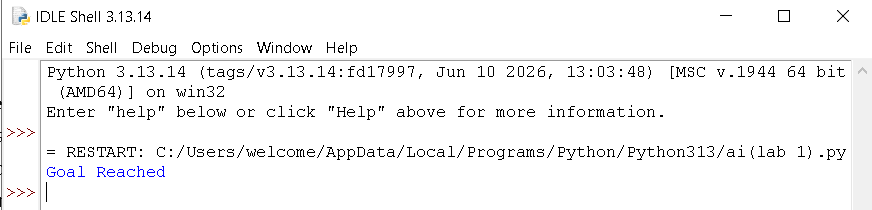 IDLE Shell 3.13.14
File Edit Shell Debug Options Window Help
Python 3.13.14 (tags/v3.13.14:fd17997, Jun 10 2026, 13:03:48) [MSC v.1944 64 bit
(AMD64)] on win32
Enter "help" below or click "Help" above for more information.
>>>
= RESTART: C:/Users/welcome/AppData/Local/Programs/Python/Python313/ai(lab 1).py
Goal Reached
>>>